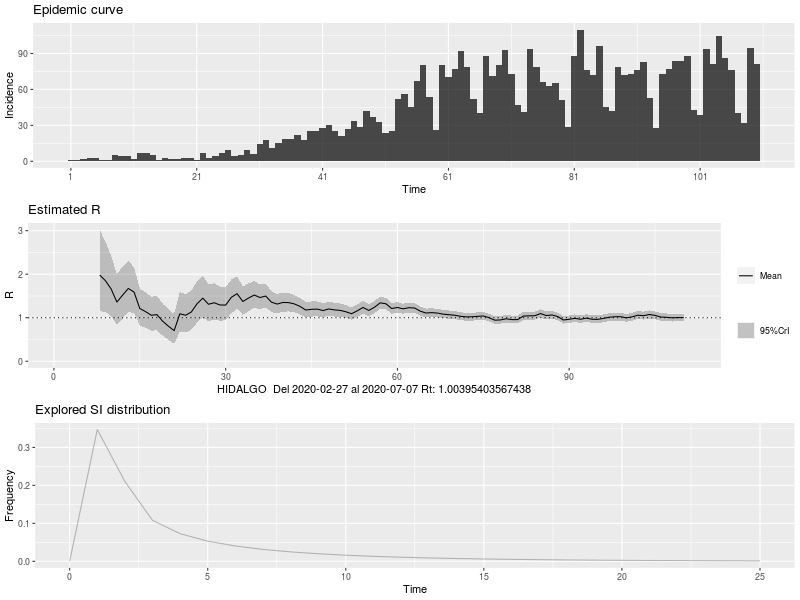 Epidemic curve
90
60
30
0
Incidence
1 21 41 61 81 101
Time
Estimated R
3
2
1
0
R
Mean
95%CrI
0 30 60 90
HIDALGO Del 2020-02-27 al 2020-07-07 Rt: 1.00395403567438
Explored SI distribution
0.3
0.2
0.1
0.0
Frequency
0 5 10 15 20 25
Time